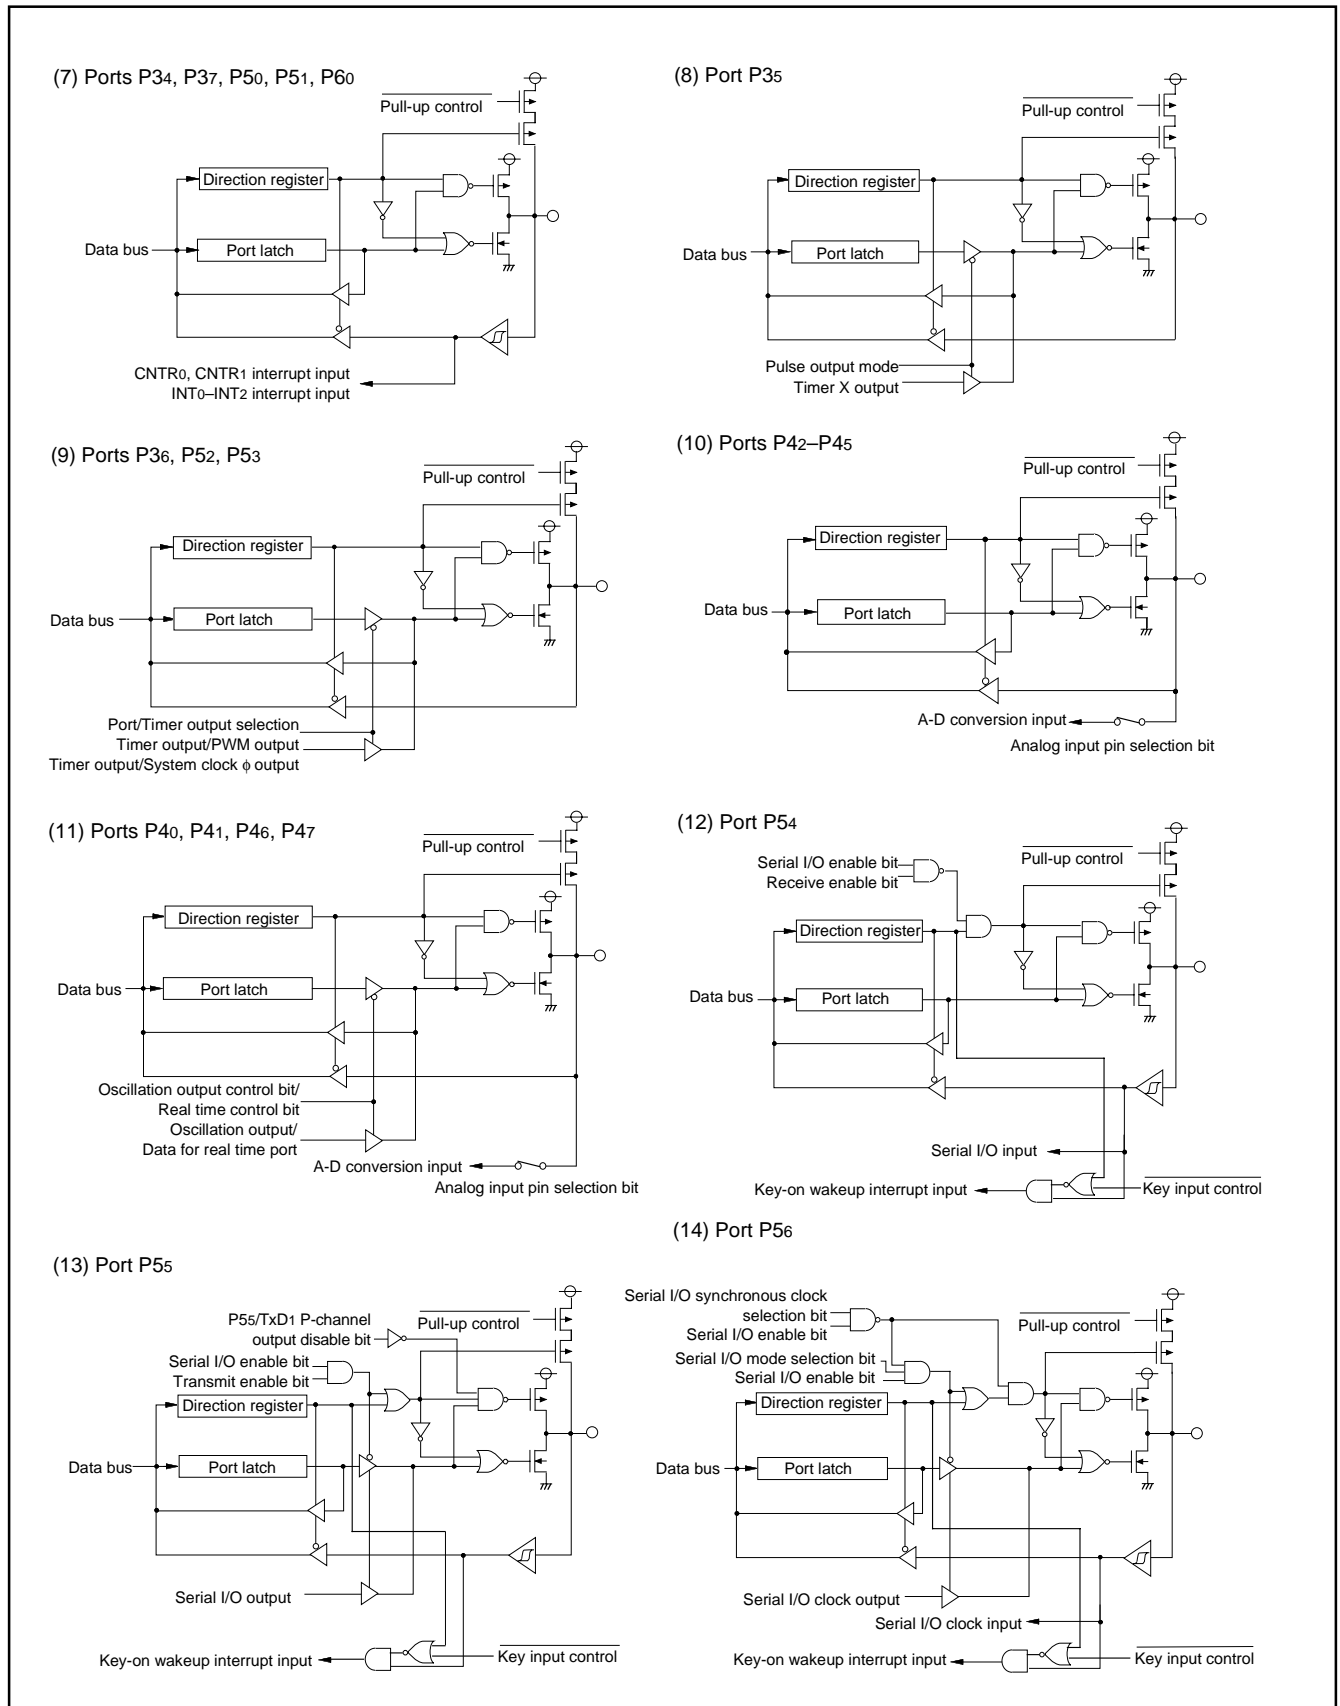 (7) Ports P34, P37, P50, P51, P60
Pull-up control
Direction register
Data bus
Port latch
CNTR0, CNTR1 interrupt input
INT0–INT2 interrupt input
(8) Port P35
Pull-up control
Direction register
Data bus
Port latch
Pulse output mode
Timer X output
(9) Ports P36, P52, P53
Pull-up control
Direction register
Data bus
Port latch
Port/Timer output selection
Timer output/PWM output
Timer output/System clock ϕ output
(10) Ports P42–P45
Pull-up control
Direction register
Data bus
Port latch
A-D conversion input
Analog input pin selection bit
(11) Ports P40, P41, P46, P47
Pull-up control
Direction register
Data bus
Port latch
Oscillation output control bit/
Real time control bit
Oscillation output/
Data for real time port
A-D conversion input
Analog input pin selection bit
(12) Port P54
Pull-up control
Serial I/O enable bit
Receive enable bit
Direction register
Data bus
Port latch
Serial I/O input
Key-on wakeup interrupt input
Key input control
(13) Port P55
P55/TxD1 P-channel
output disable bit
Pull-up control
Serial I/O enable bit
Transmit enable bit
Direction register
Data bus
Port latch
Serial I/O output
Key-on wakeup interrupt input
Key input control
(14) Port P56
Serial I/O synchronous clock
selection bit
Serial I/O enable bit
Pull-up control
Serial I/O mode selection bit
Serial I/O enable bit
Direction register
Data bus
Port latch
Serial I/O clock output
Serial I/O clock input
Key-on wakeup interrupt input
Key input control